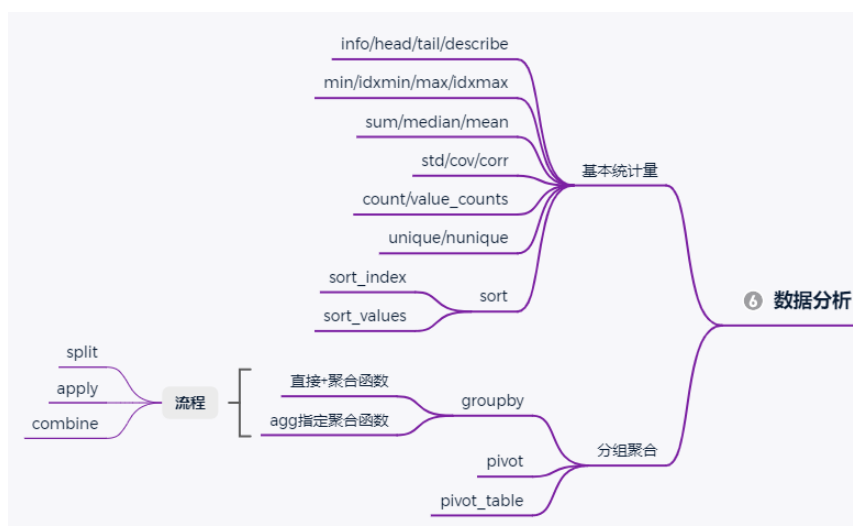 info/head/tail/describe
min/idxmin/max/idxmax
sum/median/mean
std/cov/corr
基本统计量
count/value_counts
unique/nunique
sort_index
sort
sort_values
6 数据分析
split
直接+聚合函数
apply
流程
groupby
combine
agg指定聚合函数
分组聚合
pivot
pivot_table